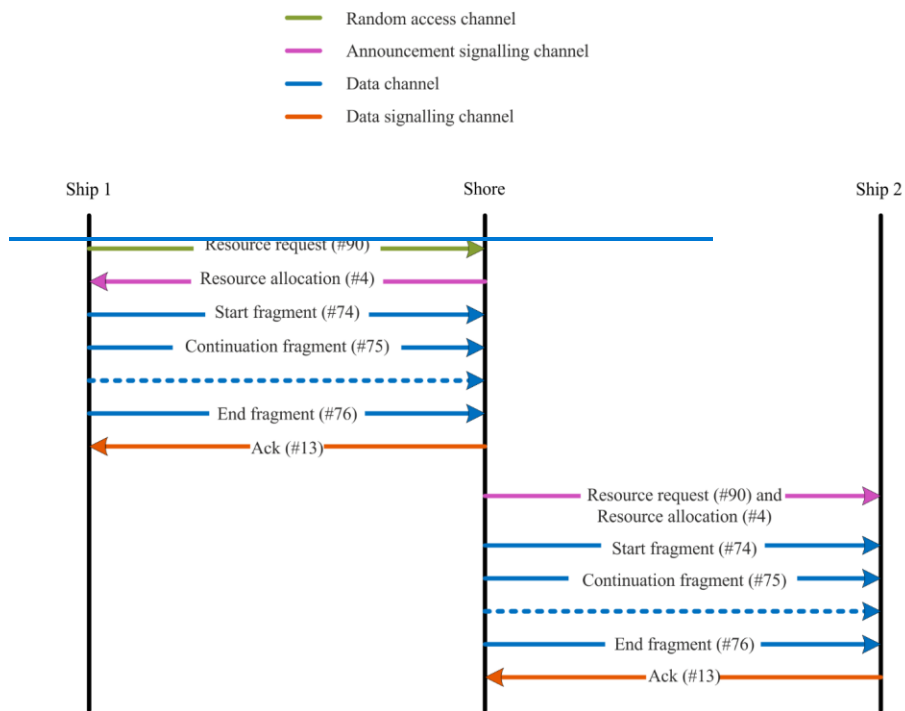 Random access channel
Announcement signalling channel
Data channel
Data signalling channel
Ship 1
Shore
Ship 2
Resource request (#90)
Resource allocation (#4)
Start fragment (#74)
Continuation fragment (#75)
End fragment (#76)
Ack (#13)
Resource request (#90) and
Resource allocation (#4)
Start fragment (#74)
Continuation fragment (#75)
End fragment (#76)
Ack (#13)